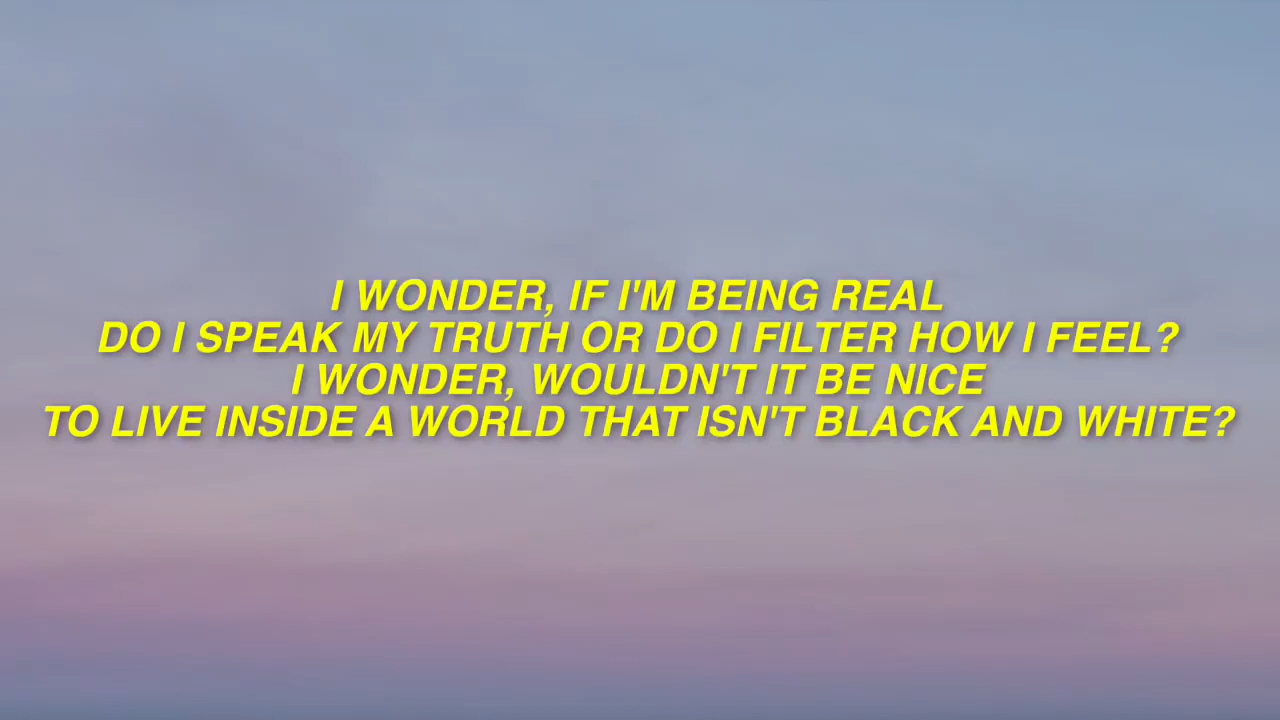 I WONDER, IF I'M BEING REAL
DO I SPEAK MY TRUTH OR DO I FILTER HOW I FEEL?
I WONDER, WOULDN'T IT BE NICE
TO LIVE INSIDE A WORLD THAT ISN'T BLACK AND WHITE?